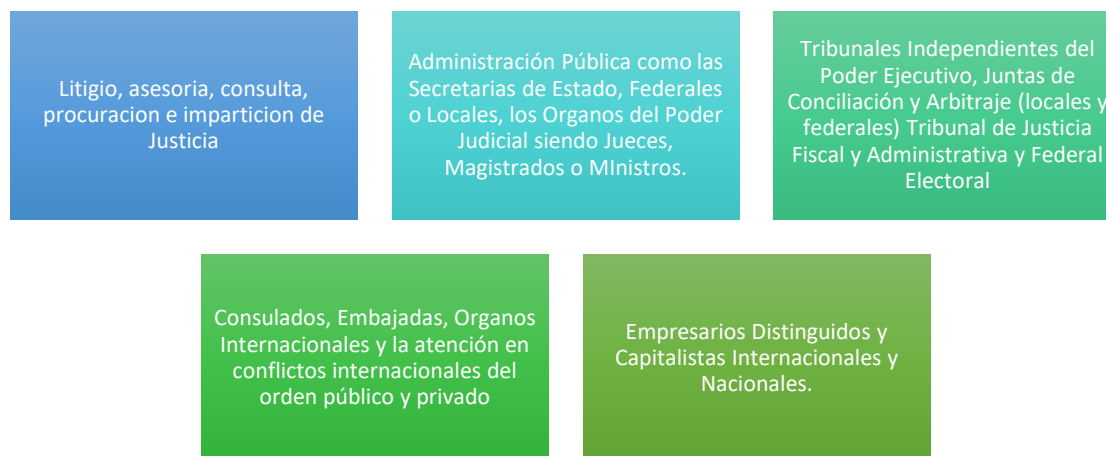 Litigio, asesoria, consulta,
procuracion e imparticion de
Justicia
Administración Pública como las
Secretarias de Estado, Federales
o Locales, los Organos del Poder
Judicial siendo Jueces,
Magistrados o MInistros.
Tribunales Independientes del
Poder Ejecutivo, Juntas de
Conciliación y Arbitraje (locales y
federales) Tribunal de Justicia
Fiscal y Administrativa y Federal
Electoral
Consulados, Embajadas, Organos
Internacionales y la atención en
conflictos internacionales del
orden público y privado
Empresarios Distinguidos y
Capitalistas Internacionales y
Nacionales.